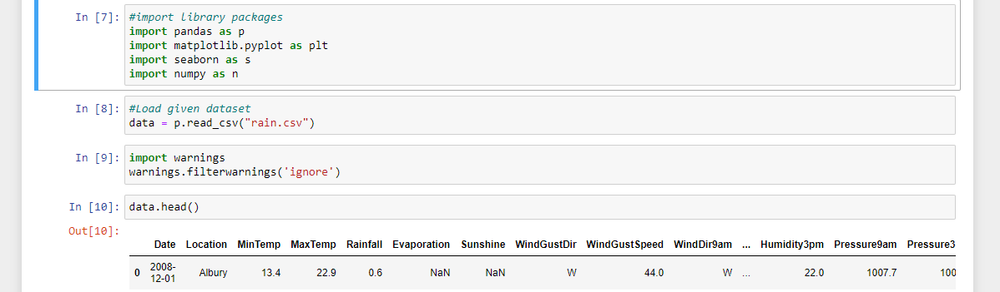 In [7]: #import library packages
import pandas as p
import matplotlib.pyplot as plt
import seaborn as s
import numpy as n
In [8]: #Load given dataset
data = p.read_csv("rain.csv")
In [9]: import warnings
warnings.filterwarnings('ignore')
In [10]: data.head()
Out[10]:
Date Location MinTemp MaxTemp Rainfall Evaporation Sunshine WindGustDir WindGustSpeed WindDir9am ... Humidity3pm Pressure9am Pressure3
0 2008-12-01 Albury 13.4 22.9 0.6 NaN NaN W 44.0 W ... 22.0 1007.7 100